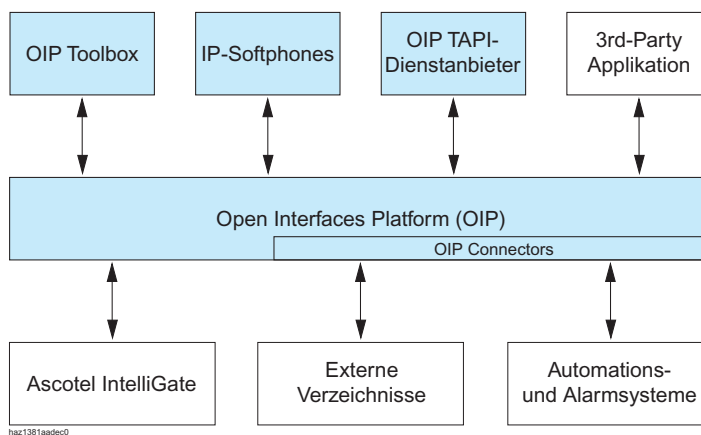 OIP Toolbox
IP-Softphones
OIP TAPI-
Dienstanbieter
3rd-Party
Applikation
Open Interfaces Platform (OIP)
OIP Connectors
Ascotel IntelliGate
Externe
Verzeichnisse
Automations-
und Alarmsysteme
haz1381aadec0